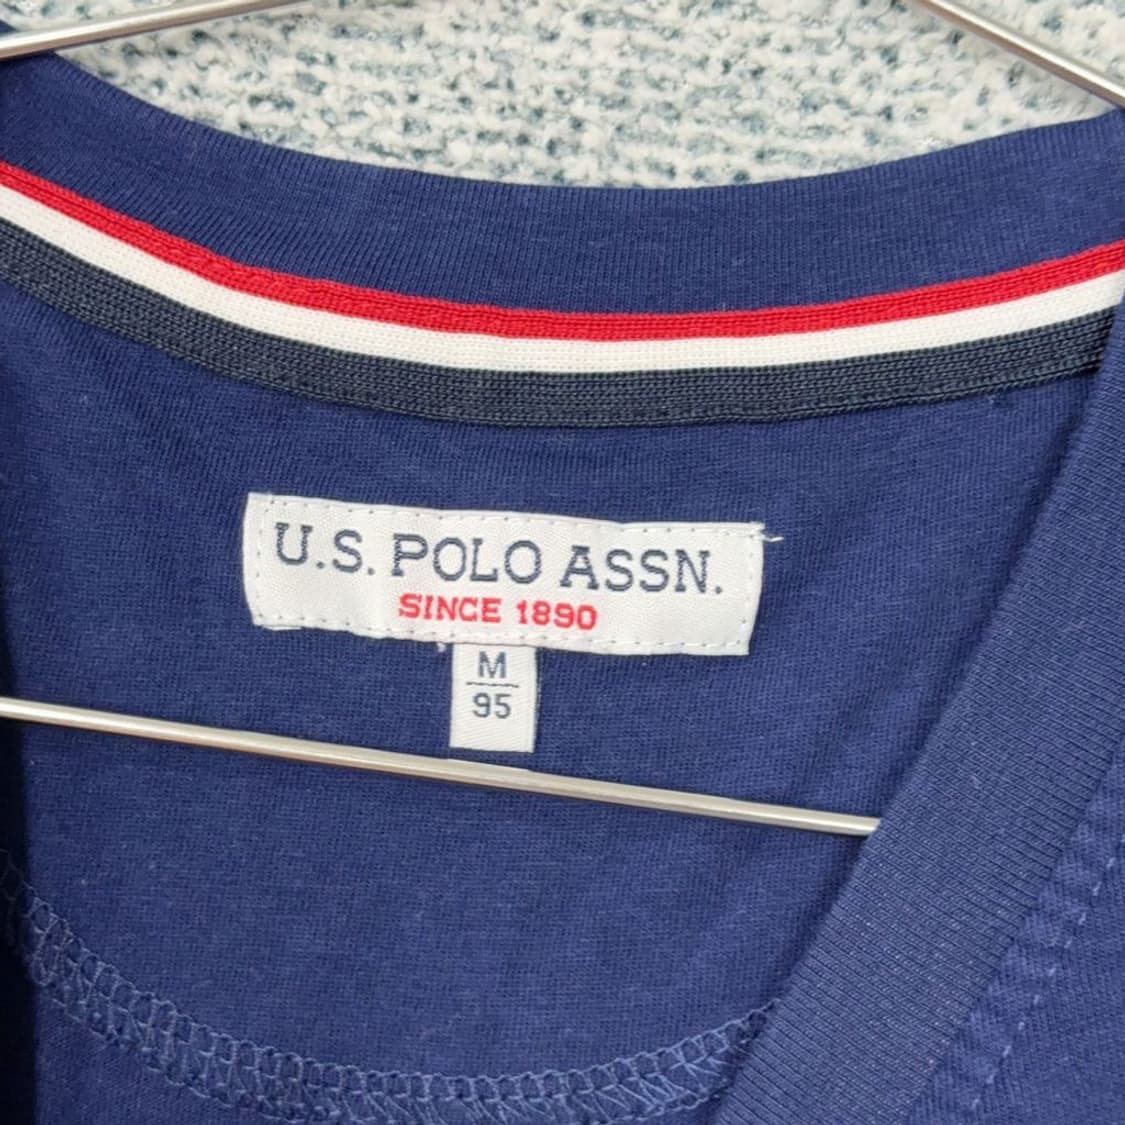 U.S. POLO ASSN.
SINCE 1890
M
95